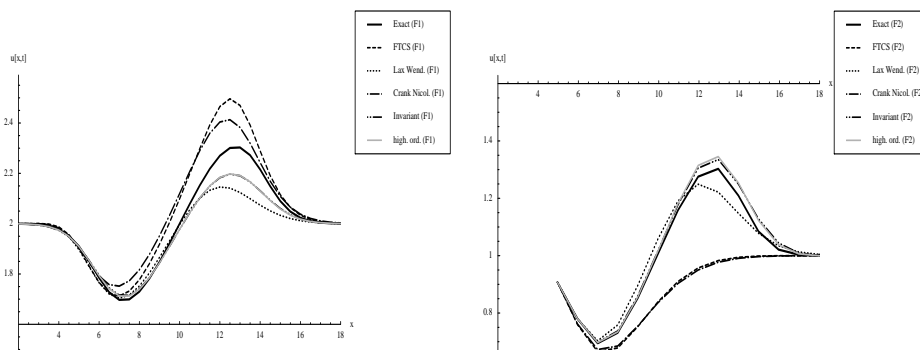 Exact (F1)
FTCS (F1)
Lax Wend. (F1)
Crank Nicol. (F1)
Invariant (F1)
high. ord. (F1)
u[x,t]
2.4
2.2
2
1.8
4 6 8 10 12 14 16 18
x
Exact (F2)
FTCS (F2)
Lax Wend. (F2)
Crank Nicol. (F2
Invariant (F2)
high. ord. (F2)
u[x,t]
x
4 6 8 10 12 14 16 18
1.4
1.2
1
0.8